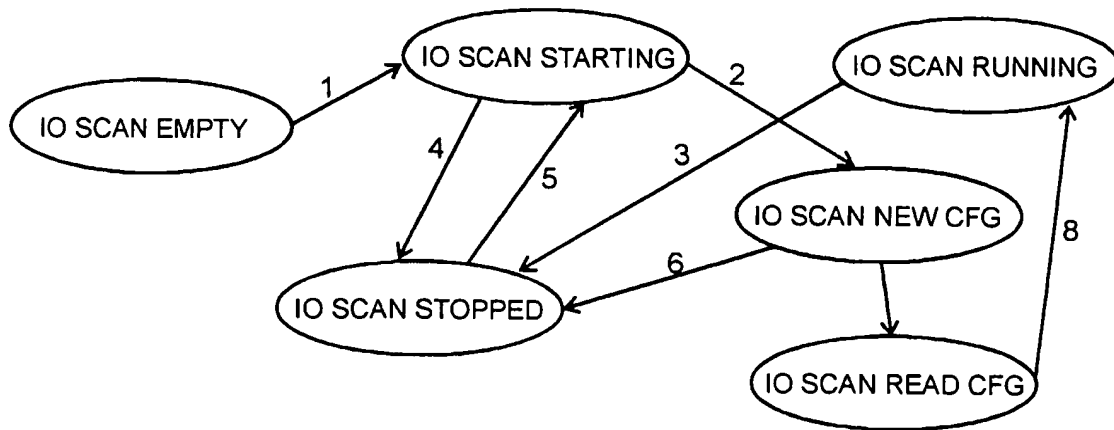 IO SCAN EMPTY
1
IO SCAN STARTING
2
IO SCAN RUNNING
4
5
3
IO SCAN NEW CFG
8
6
IO SCAN STOPPED
IO SCAN READ CFG